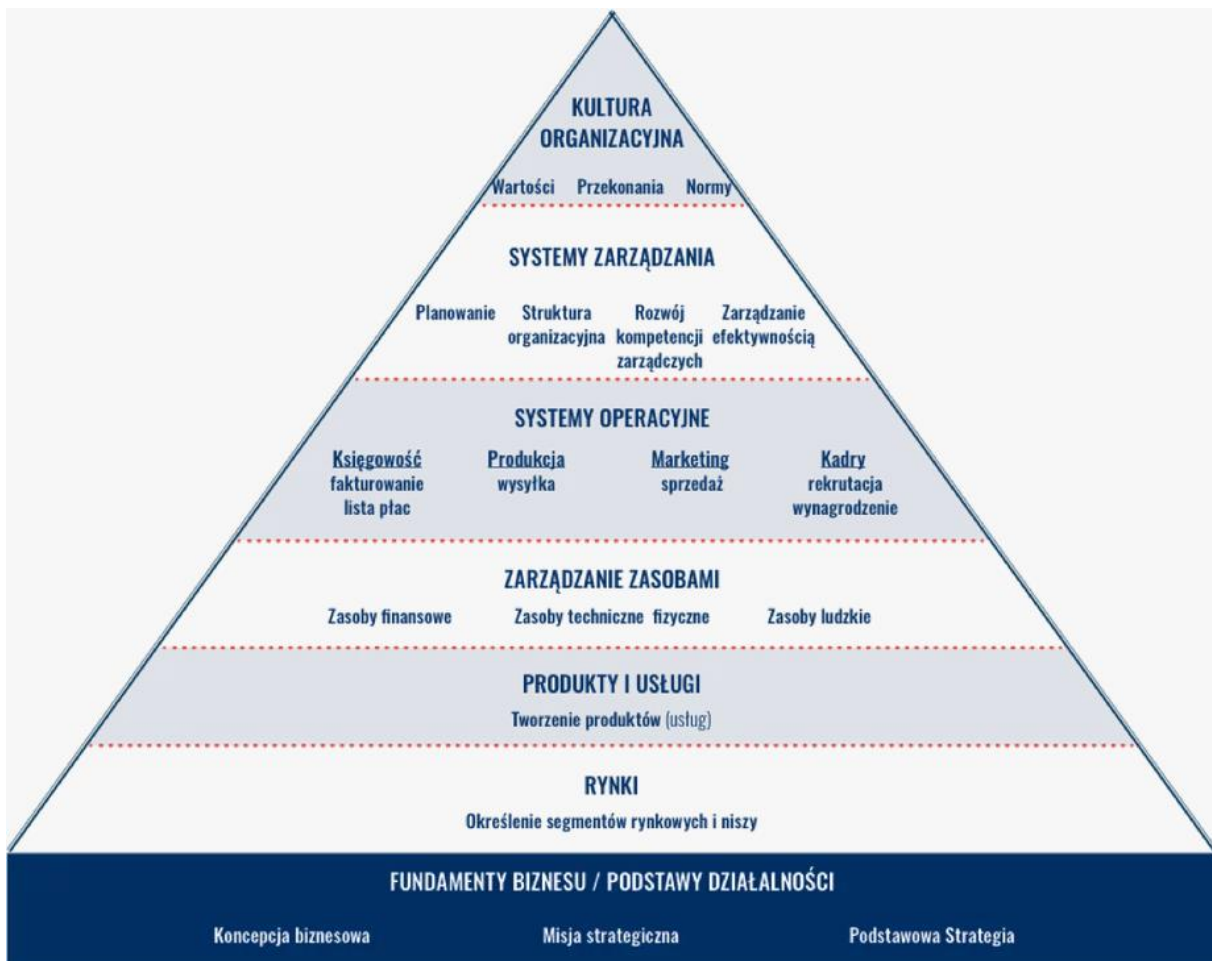 KULTURA
ORGANIZACYJNA
Wartości Przekonania Normy
SYSTEMY ZARZĄDZANIA
Planowanie Struktura Rozwój Zarządzanie
organizacyjna kompetencji efektywnością
zarządczych
SYSTEMY OPERACYJNE
Księgowość Produkcja Marketing Kadry
fakturowanie wysyłka sprzedaż rekrutacja
lista płac wynagrodzenie
ZARZĄDZANIE ZASOBAMI
Zasoby finansowe Zasoby techniczne fizyczne Zasoby ludzkie
PRODUKTY I USŁUGI
Tworzenie produktów (usług)
RYNKI
Określenie segmentów rynkowych i niszy
FUNDAMENTY BIZNESU / PODSTAWY DZIAŁALNOŚCI
Koncepcja biznesowa Misja strategiczna Podstawowa Strategia